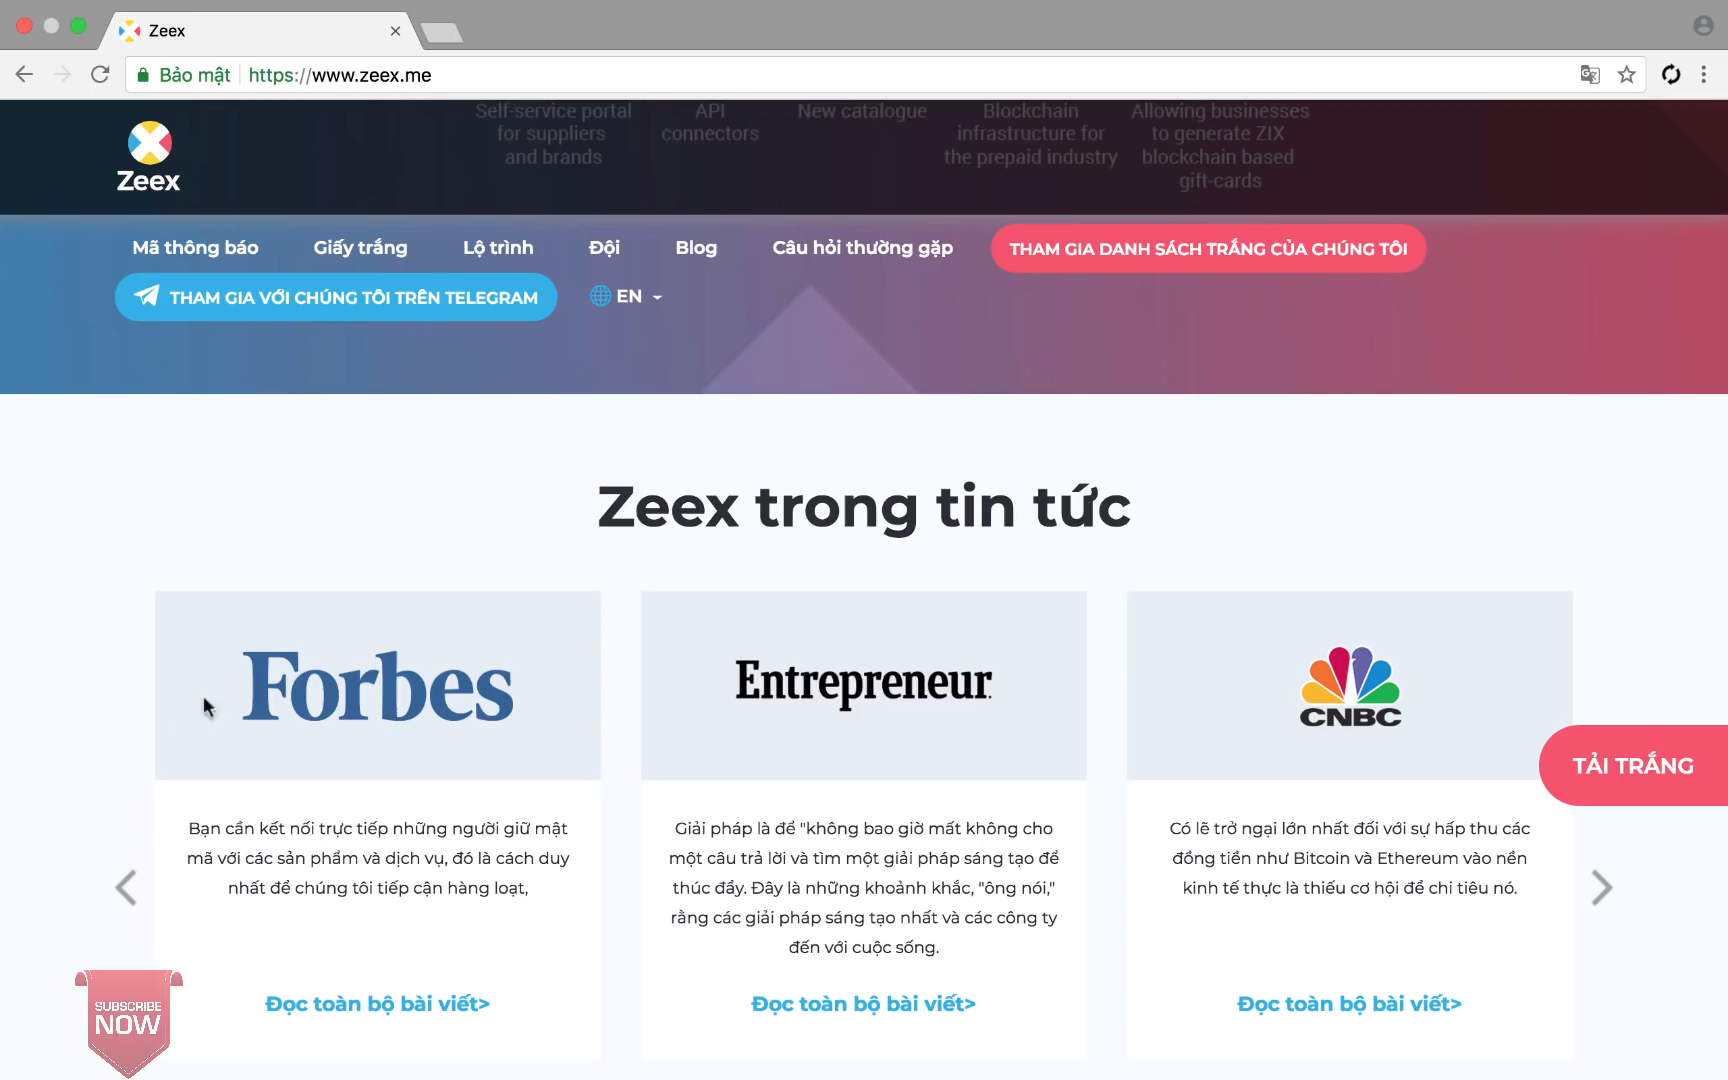 Zeex
Bảo mật https://www.zeex.me
Self-service portal
for suppliers
and brands
API
connectors
New catalogue
Blockchain
infrastructure for
the prepaid industry
Allowing businesses
to generate ZIX
blockchain based
gift-cards
Zeex
Mã thông báo Giấy trắng Lộ trình Đội Blog Câu hỏi thường gặp THAM GIA DANH SÁCH TRẮNG CỦA CHÚNG TÔI
THAM GIA VỚI CHÚNG TÔI TRÊN TELEGRAM EN
Zeex trong tin tức
Forbes
Entrepreneur
CNBC
TẢI TRẮNG
Bạn cần kết nối trực tiếp những người giữ mật
mã với các sản phẩm và dịch vụ, đó là cách duy
nhất để chúng tôi tiếp cận hàng loạt,
Đọc toàn bộ bài viết>
Giải pháp là để "không bao giờ mất không cho
một câu trả lời và tìm một giải pháp sáng tạo để
thúc đẩy. Đây là những khoảnh khắc, "ông nói,"
rằng các giải pháp sáng tạo nhất và các công ty
đến với cuộc sống.
Đọc toàn bộ bài viết>
Có lẽ trở ngại lớn nhất đối với sự hấp thu các
đồng tiền như Bitcoin và Ethereum vào nền
kinh tế thực là thiếu cơ hội để chi tiêu nó.
Đọc toàn bộ bài viết>
SUBSCRIBE
NOW